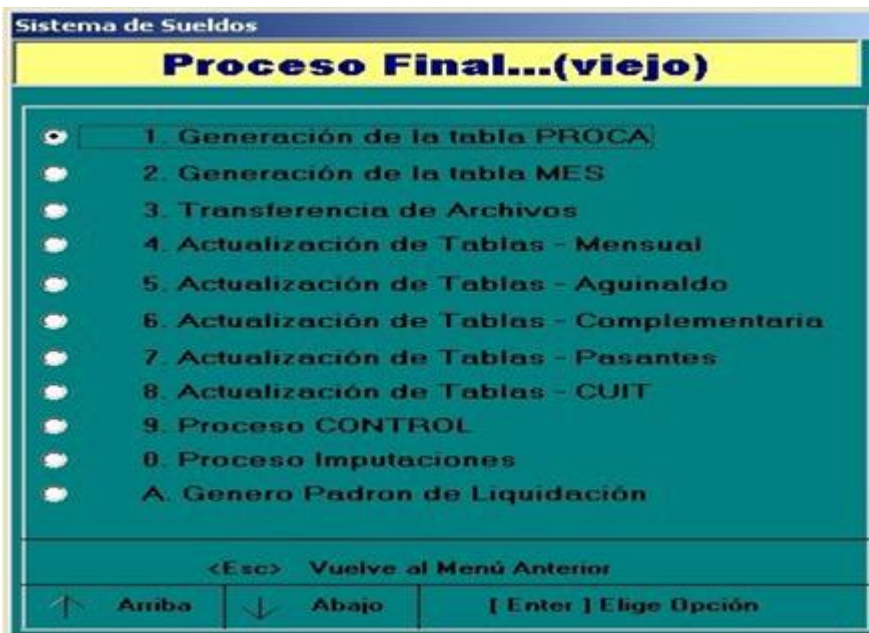 Sistema de Sueldos
Proceso Final...(viejo)
1. Generación de la tabla PROCA
2. Generación de la tabla MES
3. Transferencia de Archivos
4. Actualización de Tablas - Mensual
5. Actualización de Tablas - Aguinaldo
6. Actualización de Tablas - Complementaria
7. Actualización de Tablas - Pasantes
8. Actualización de Tablas - CUIT
9. Proceso CONTROL
0. Proceso Imputaciones
A. Genero Padron de Liquidación
<Esc> Vuelve al Menú Anterior
Arriba Abajo [ Enter ] Elige Opción